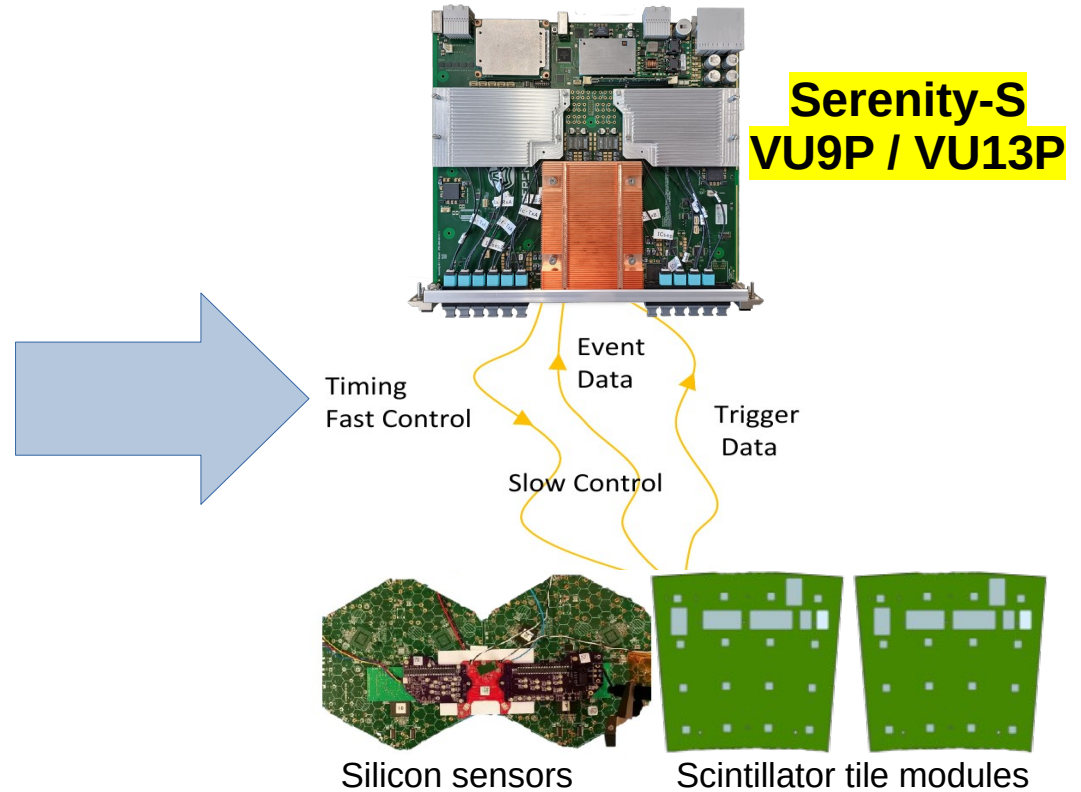 Serenity-S
VU9P / VU13P
Timing
Fast Control
Event
Data
Trigger
Data
Slow Control
Silicon sensors
Scintillator tile modules